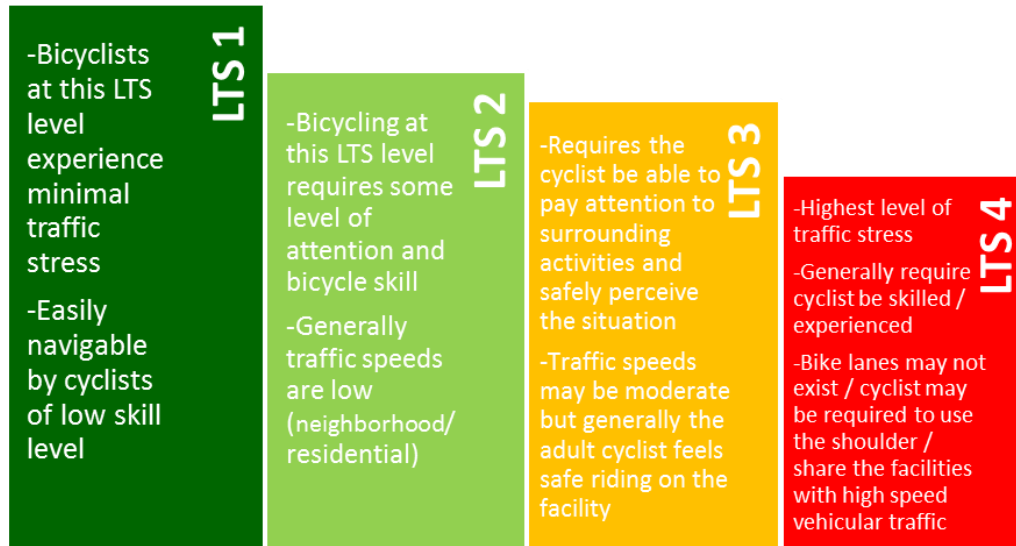 LTS 1
-Bicyclists
at this LTS
level
experience
minimal
traffic
stress
-Easily
navigable
by cyclists
of low skill
level
LTS 2
-Bicycling at
this LTS level
requires some
level of
attention and
bicycle skill
-Generally
traffic speeds
are low
(neighborhood/
residential)
LTS 3
-Requires the
cyclist be able to
pay attention to
surrounding
activities and
safely perceive
the situation
-Traffic speeds
may be moderate
but generally the
adult cyclist feels
safe riding on the
facility
LTS 4
-Highest level of
traffic stress
-Generally require
cyclist be skilled /
experienced
-Bike lanes may not
exist / cyclist may
be required to use
the shoulder /
share the facilities
with high speed
vehicular traffic